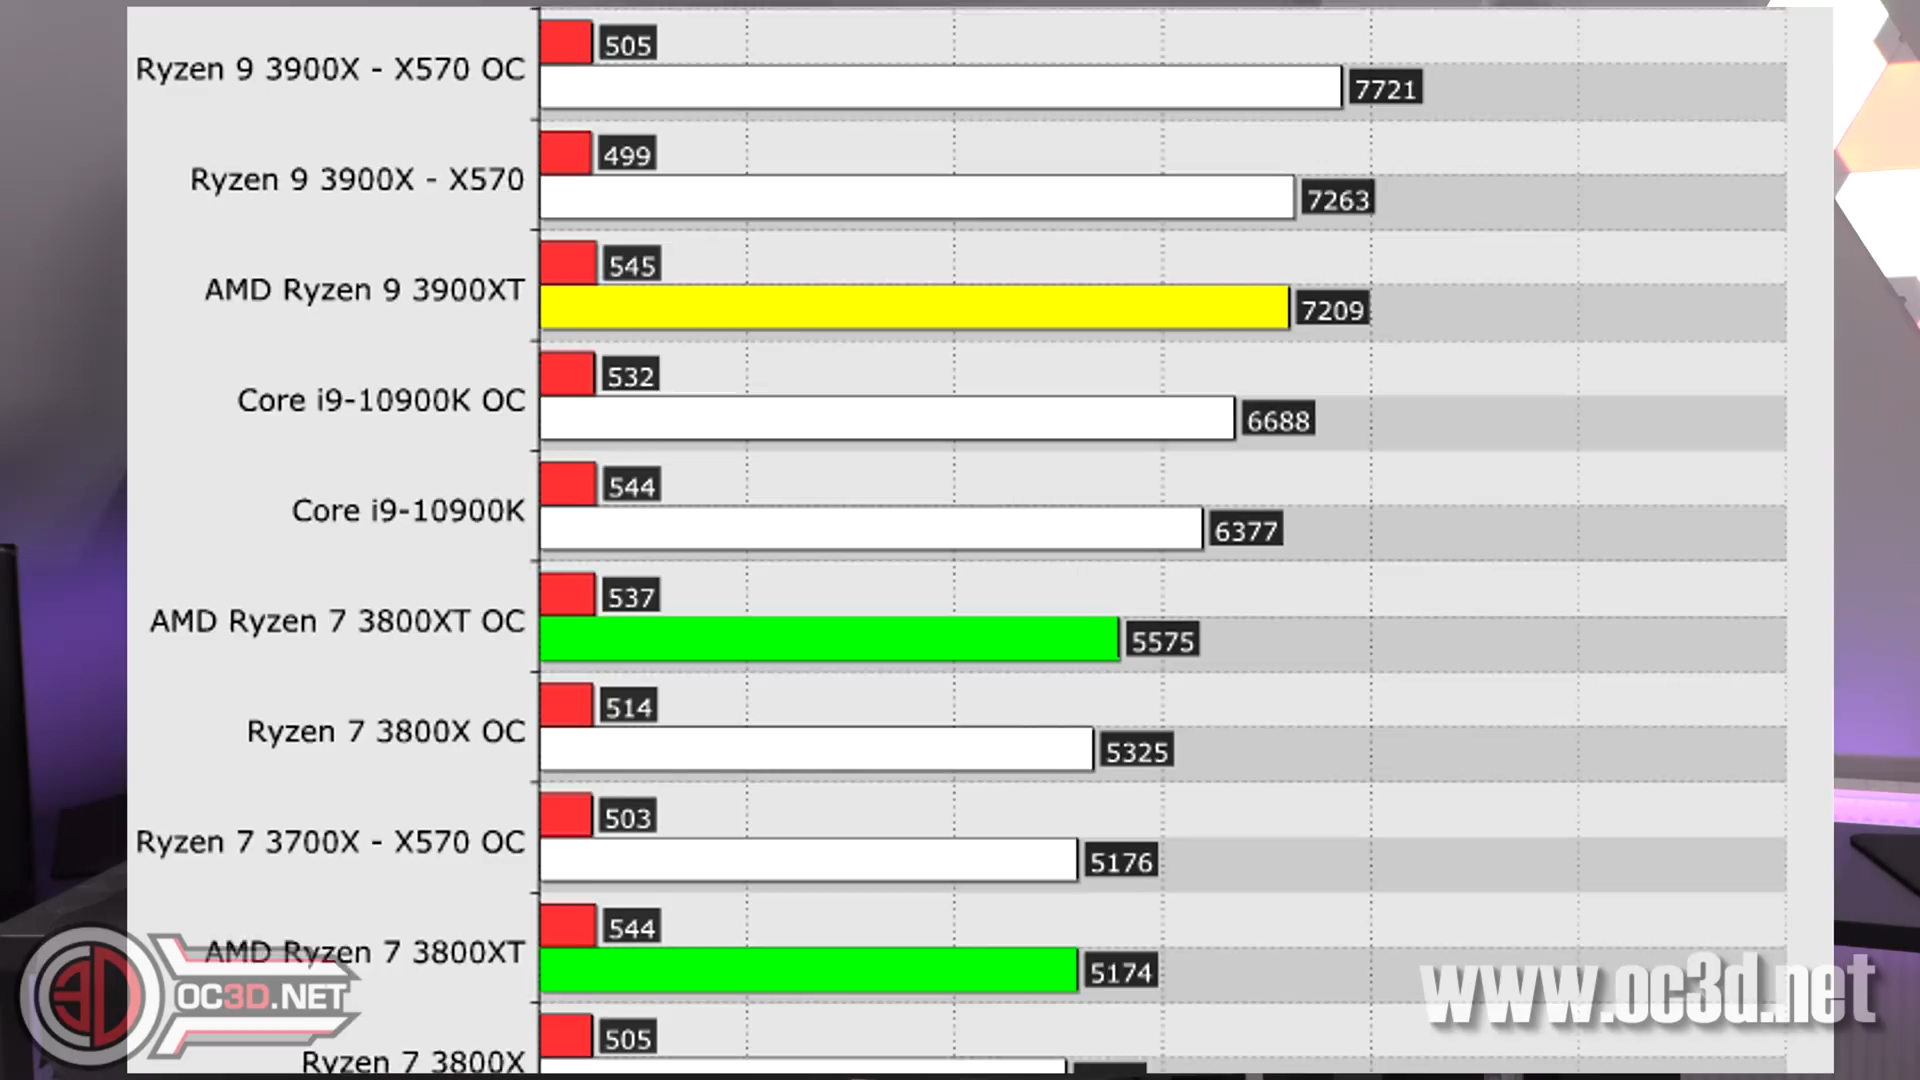 505
Ryzen 9 3900X - X570 OC
7721
499
Ryzen 9 3900X - X570
7263
545
AMD Ryzen 9 3900XT
7209
532
Core i9-10900K OC
6688
544
Core i9-10900K
6377
537
AMD Ryzen 7 3800XT OC
5575
514
Ryzen 7 3800X OC
5325
503
Ryzen 7 3700X - X570 OC
5176
544
AMD Ryzen 7 3800XT
5174
505
Ryzen 7 3800X
3D OC3D.NET
www.oc3d.net